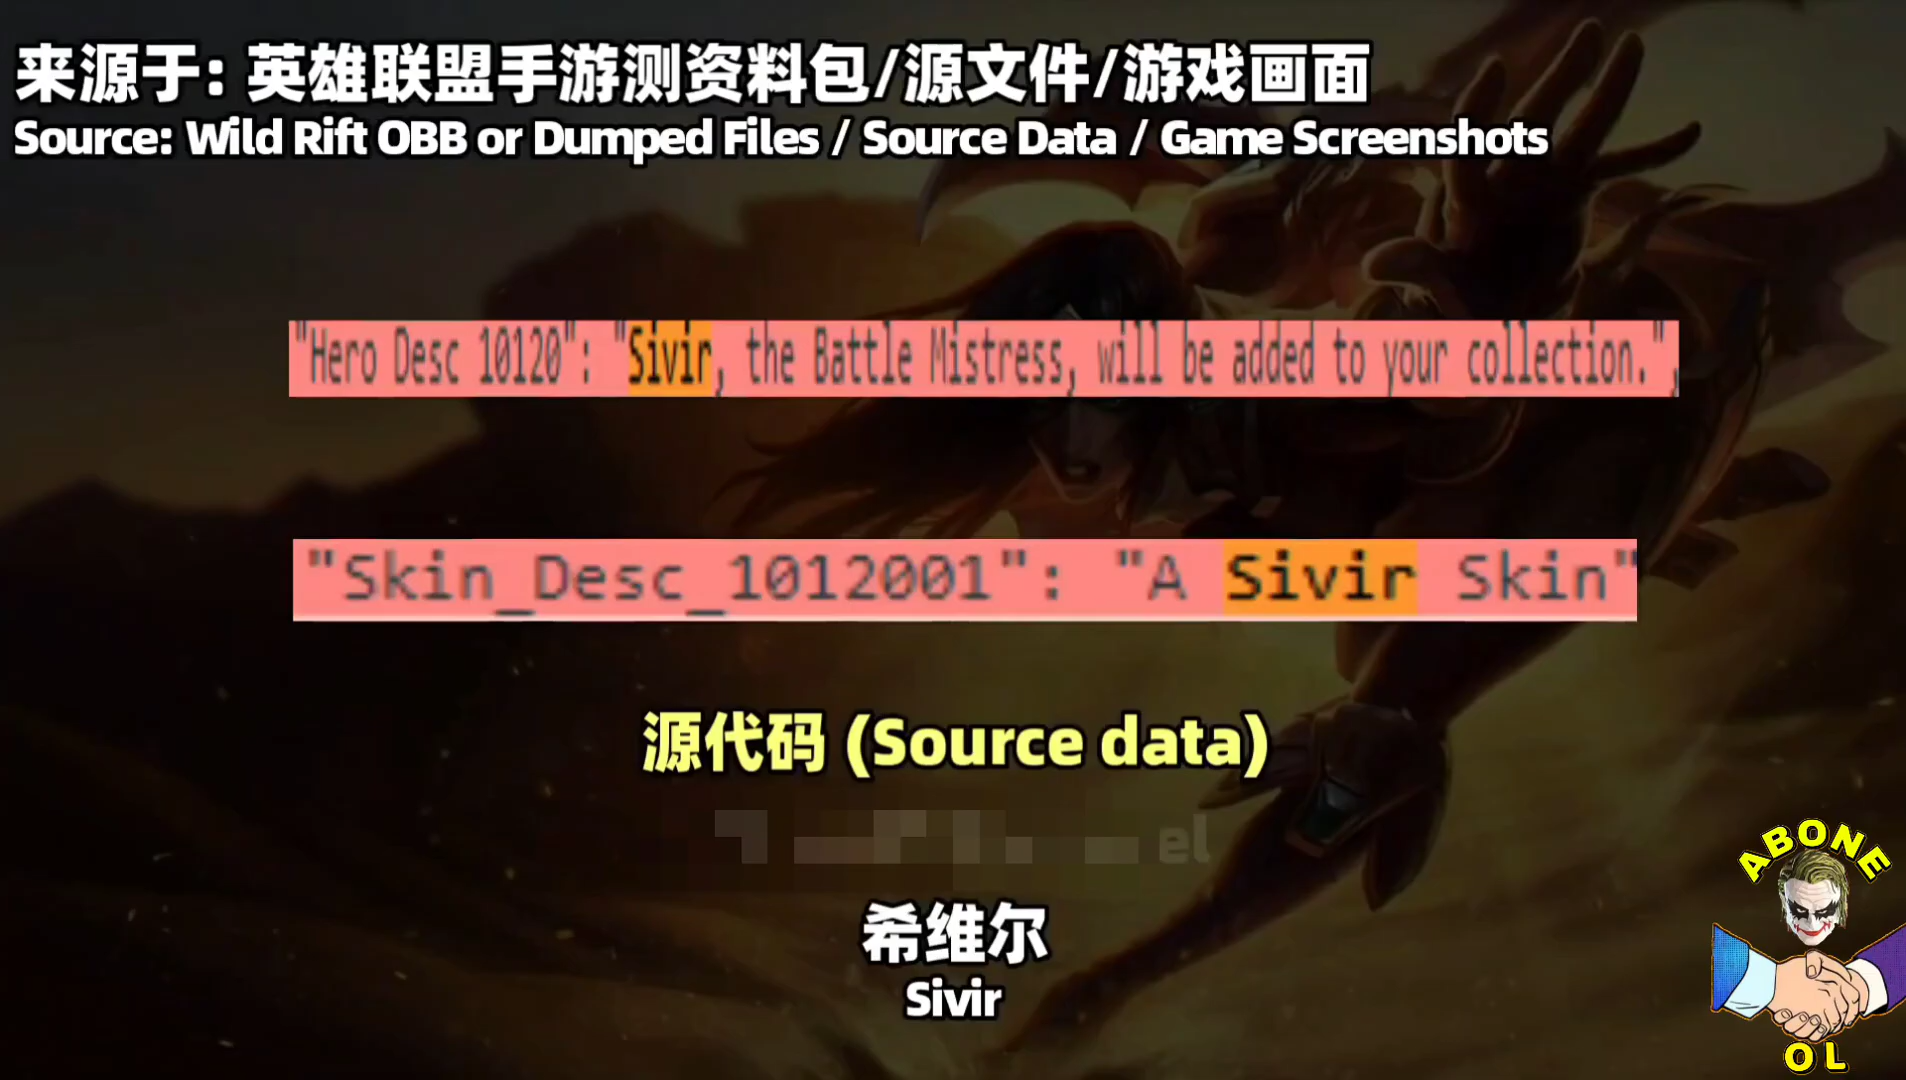 来源于: 英雄联盟手游测资料包/源文件/游戏画面
Source: Wild Rift OBB or Dumped Files / Source Data / Game Screenshots
"Hero Desc 10120": "Sivir, the Battle Mistress, will be added to your collection.",
"Skin_Desc_1012001": "A Sivir Skin"
源代码 (Source data)
el
希维尔
Sivir
ABONE
OL